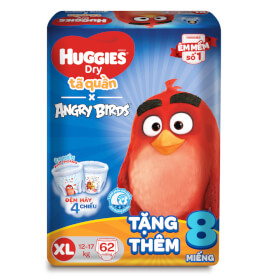 HUGGIES
Dry
tã quần
x
ANGRY BIRDS
ÊM MỀM
SỐ 1
ĐỆM MÂY
4 CHIỀU
XL
12-17
kg
62
TẶNG
THÊM
8
MIẾNG